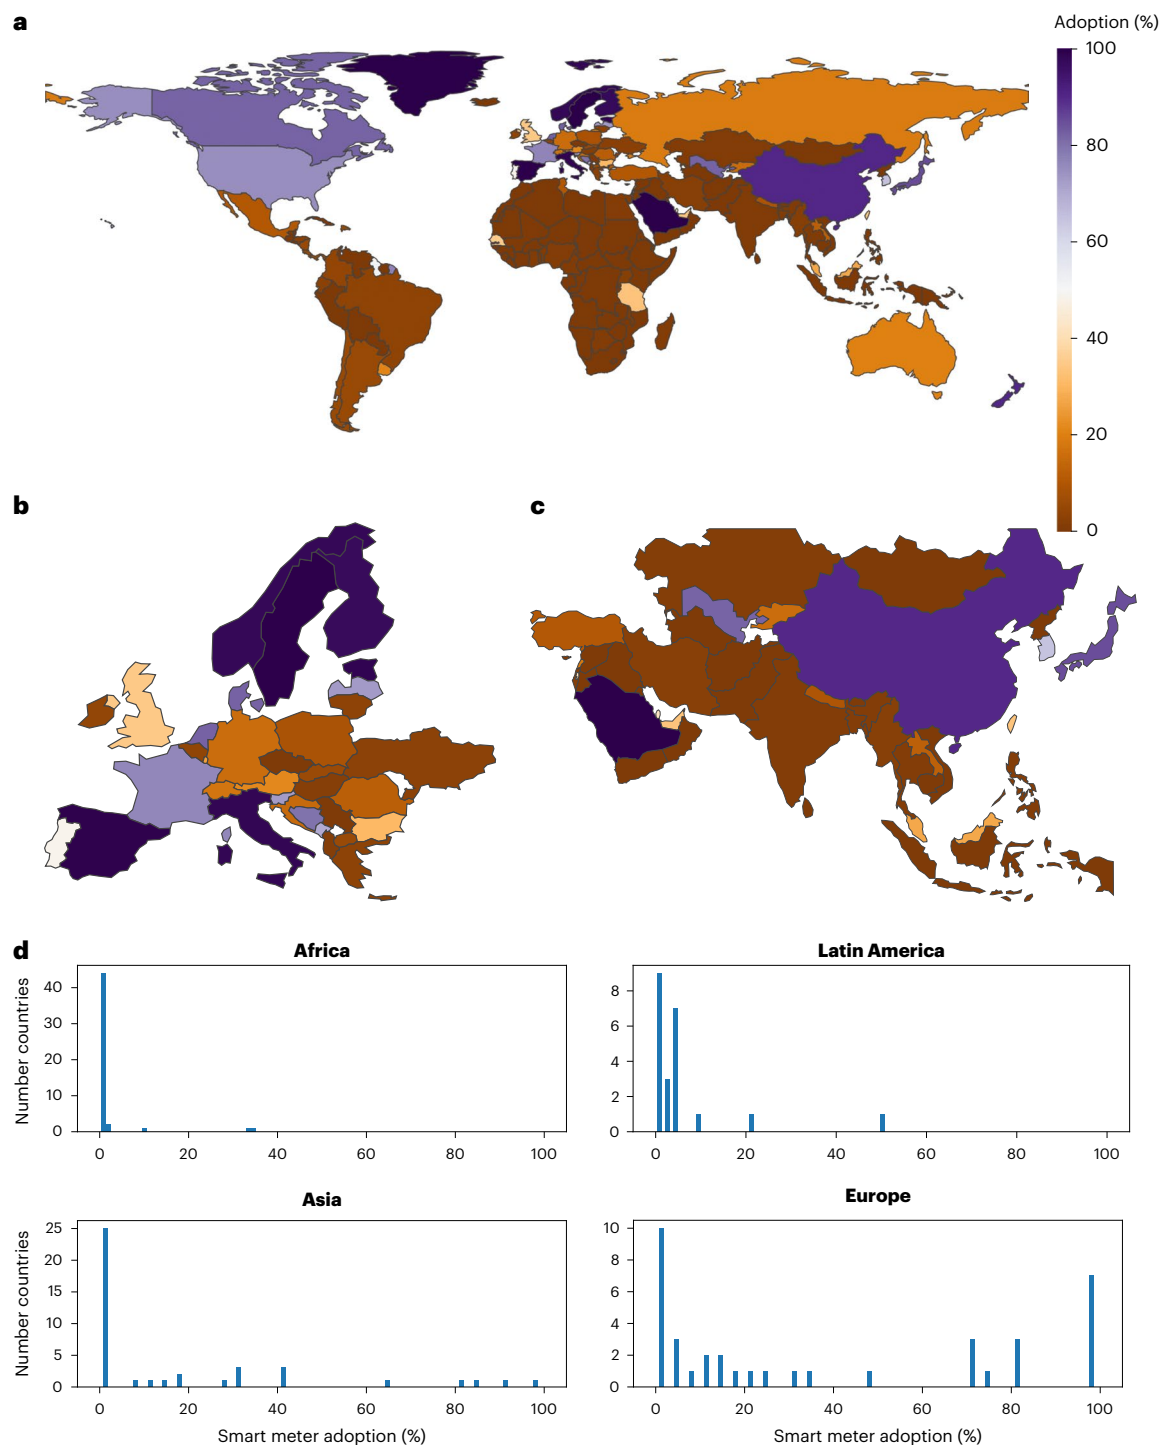 a
Adoption (%)
100
80
60
40
20
0
b
c
d
Africa
Number countries
40
30
20
10
0
0 20 40 60 80 100
Latin America
8
6
4
2
0
0 20 40 60 80 100
Asia
Number countries
25
20
15
10
5
0
0 20 40 60 80 100
Smart meter adoption (%)
Europe
10
8
6
4
2
0
0 20 40 60 80 100
Smart meter adoption (%)